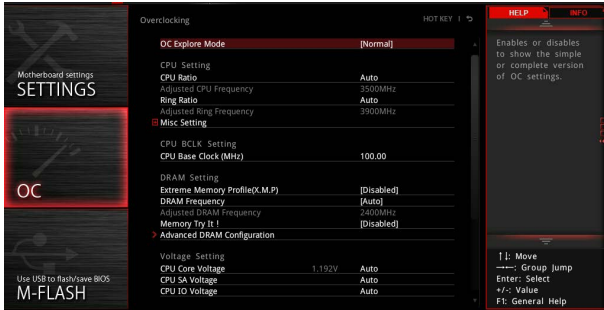 Motherboard settings
SETTINGS
OC
Use USB to flash/save BIOS
M-FLASH
Overclocking
HOT KEY |
OC Explore Mode [Normal]
CPU Setting
CPU Ratio Auto
Adjusted CPU Frequency 3500MHz
Ring Ratio Auto
Adjusted Ring Frequency 3900MHz
Misc Setting
CPU BCLK Setting
CPU Base Clock (MHz) 100.00
DRAM Setting
Extreme Memory Profile(X.M.P) [Disabled]
DRAM Frequency [Auto]
Adjusted DRAM Frequency 2400MHz
Memory Try It ! [Disabled]
Advanced DRAM Configuration
Voltage Setting
CPU Core Voltage 1.192V Auto
CPU SA Voltage Auto
CPU IO Voltage Auto
HELP
INFO
Enables or disables
to show the simple
or complete version
of OC settings.
↑↓: Move
→←: Group Jump
Enter: Select
+/-: Value
F1: General Help